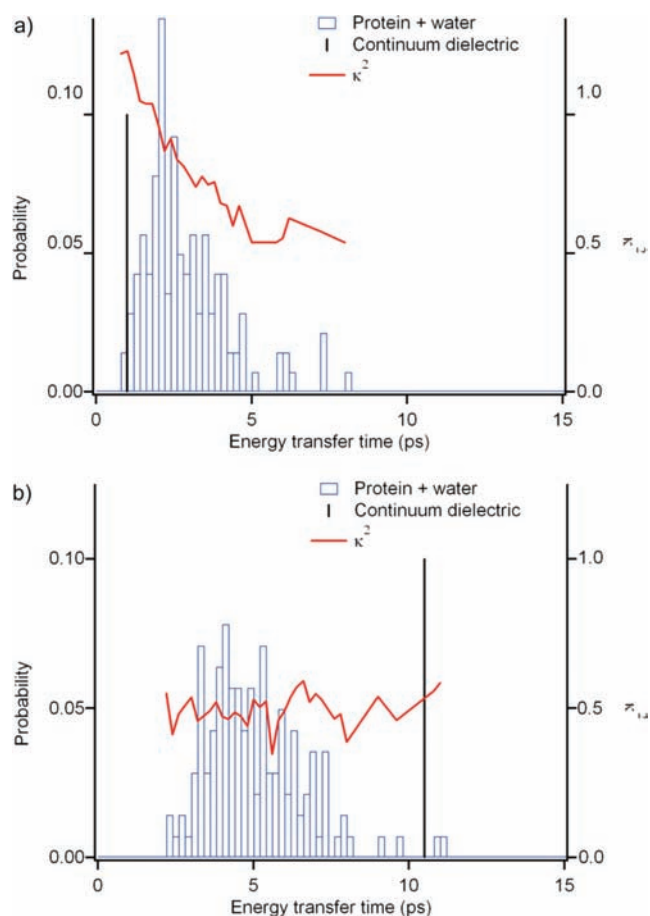 a)
Protein + water
Continuum dielectric
κ²
0.10
0.05
0.00
Probability
1.0
0.5
0.0
κ²
0
5
10
15
Energy transfer time (ps)
b)
Protein + water
Continuum dielectric
κ²
0.10
0.05
0.00
Probability
1.0
0.5
0.0
κ²
0
5
10
15
Energy transfer time (ps)